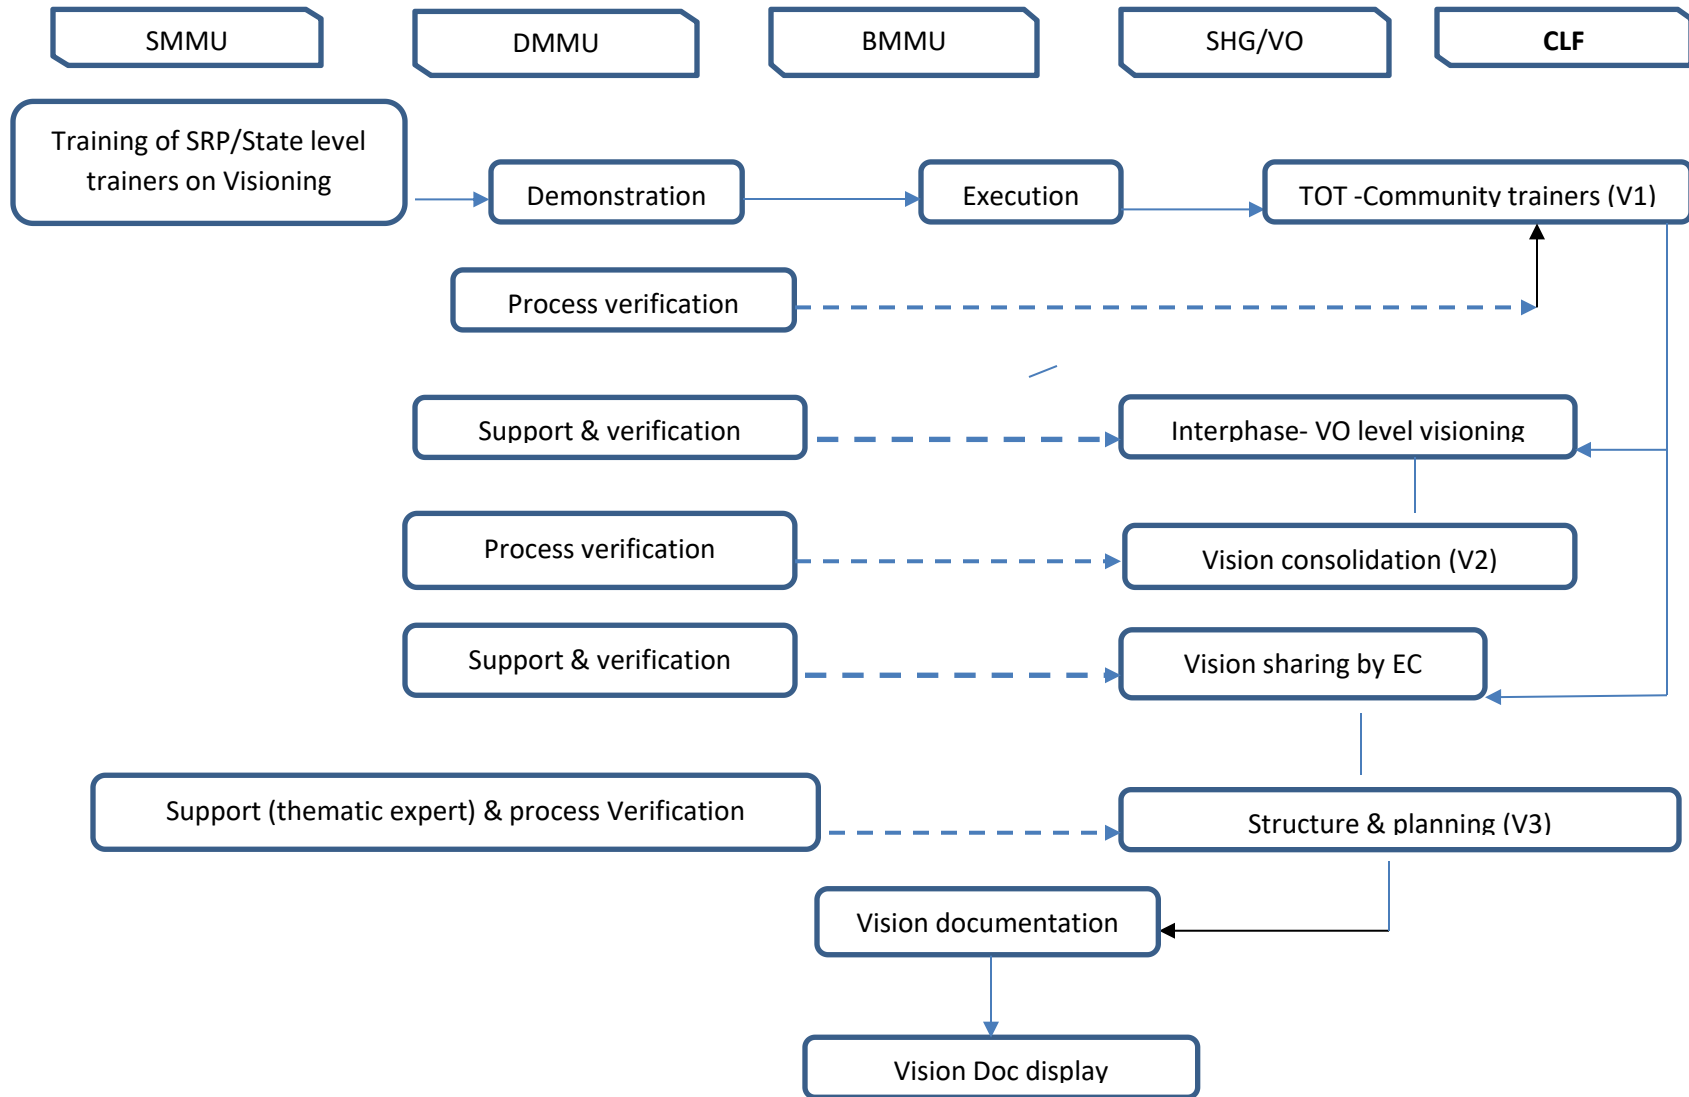 SMMU
DMMU
BMMU
SHG/VO
CLF
Training of SRP/State level
trainers on Visioning
Demonstration
Execution
TOT -Community trainers (V1)
Process verification
Support & verification
Interphase- VO level visioning
Process verification
Vision consolidation (V2)
Support & verification
Vision sharing by EC
Support (thematic expert) & process Verification
Structure & planning (V3)
Vision documentation
Vision Doc display